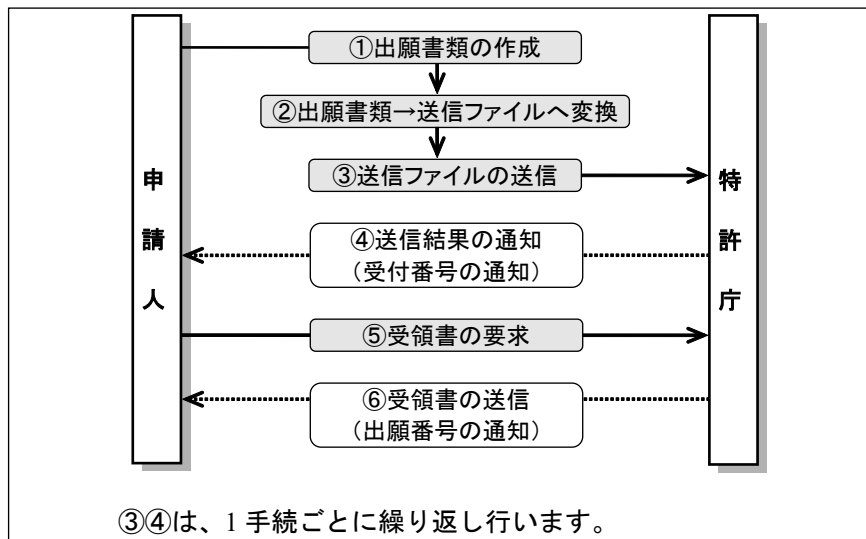 ①出願書類の作成
②出願書類→送信ファイルへ変換
③送信ファイルの送信
申請人
特許庁
④送信結果の通知
（受付番号の通知）
⑤受領書の要求
⑥受領書の送信
（出願番号の通知）
③④は、1 手続ごとに繰り返し行います。